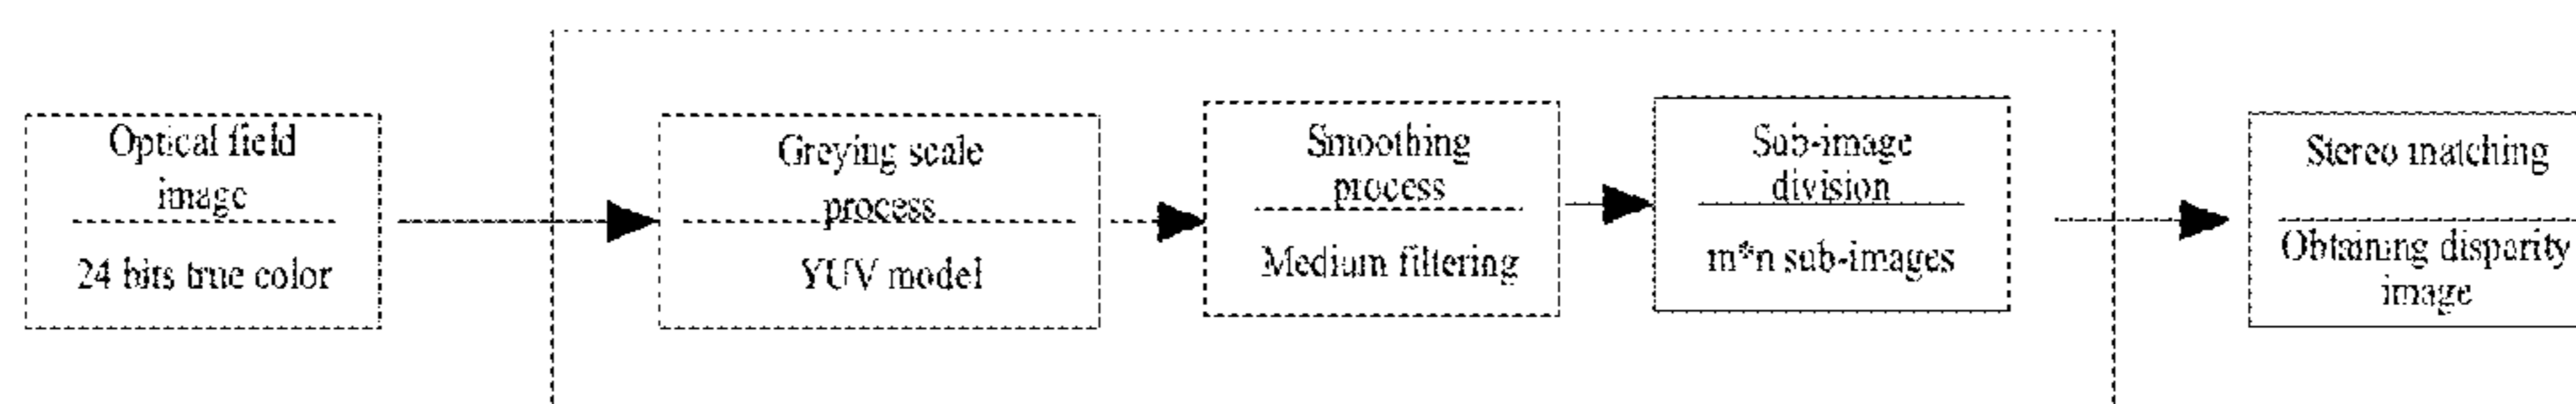 Optical field
image
24 bits true color
Greying scale
process
YUV model
Smoothing
process
Medium filtering
Sub-image
division
m*n sub-images
Stereo matching
Obtaining disparity
image